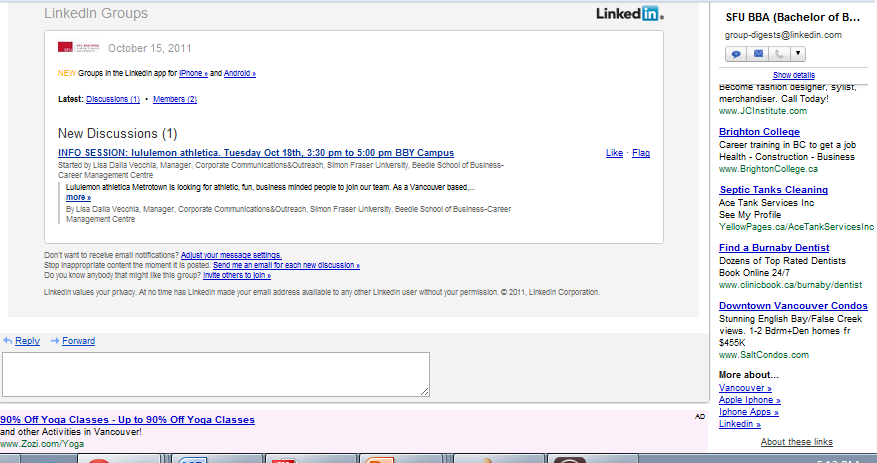 LinkedIn Groups
Linked in.
October 15, 2011
NEW Groups in the LinkedIn app for iPhone » and Android »
Latest: Discussions (1) • Members (2)
New Discussions (1)
INFO SESSION: lululemon athletica. Tuesday Oct 18th, 3:30 pm to 5:00 pm BBY Campus
Like · Flag
Started by Lisa Dalla Vecchia, Manager, Corporate Communications&Outreach, Simon Fraser University, Beedie School of Business-
Career Management Centre
Lululemon athletica Metrotown is looking for athletic, fun, business minded people to join our team. As a Vancouver based,...
more »
By Lisa Dalla Vecchia, Manager, Corporate Communications&Outreach, Simon Fraser University, Beedie School of Business-Career
Management Centre
Don't want to receive email notifications? Adjust your message settings.
Stop inappropriate content the moment it is posted. Send me an email for each new discussion »
Do you know anybody that might like this group? Invite others to join »
LinkedIn values your privacy. At no time has LinkedIn made your email address available to any other LinkedIn user without your permission. © 2011, LinkedIn Corporation.
Reply Forward
90% Off Yoga Classes - Up to 90% Off Yoga Classes
AD
and other Activities in Vancouver!
www.Zozi.com/Yoga
SFU BBA (Bachelor of B...
group-digests@linkedin.com
Show details
Become fashion designer, sylist,
merchandiser. Call Today!
www.JCInstitute.com
Brighton College
Career training in BC to get a job
Health - Construction - Business
www.BrightonCollege.ca
Septic Tanks Cleaning
Ace Tank Services Inc
See My Profile
YellowPages.ca/AceTankServicesInc
Find a Burnaby Dentist
Dozens of Top Rated Dentists
Book Online 24/7
www.clinicbook.ca/burnaby/dentist
Downtown Vancouver Condos
Stunning English Bay/False Creek
views. 1-2 Bdrm+Den homes fr
$455K
www.SaltCondos.com
More about...
Vancouver »
Apple Iphone »
Iphone Apps »
Linkedin »
About these links